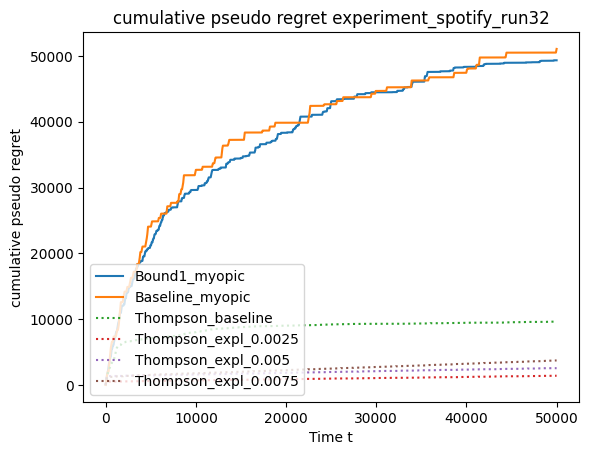 cumulative pseudo regret experiment_spotify_run32
cumulative pseudo regret
50000
40000
30000
20000
10000
0
Bound1_myopic
Baseline_myopic
Thompson_baseline
Thompson_expl_0.0025
Thompson_expl_0.005
Thompson_expl_0.0075
0 10000 20000 30000 40000 50000
Time t